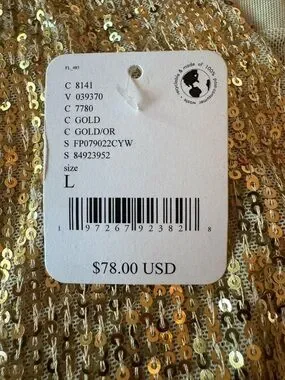 C 8141
V 039370
C 7780
C GOLD
C GOLD/OR
S FP079022CYW
S 84923952
size
L
1 97267 92382 8
$78.00 USD